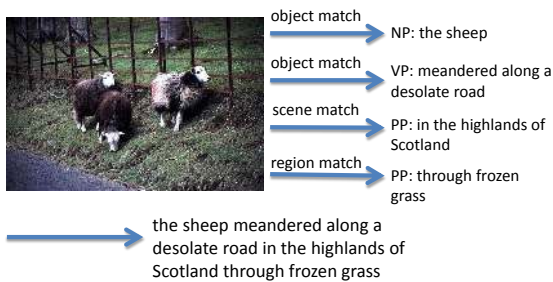 object match
NP: the sheep
object match
VP: meandered along a
desolate road
scene match
PP: in the highlands of
Scotland
region match
PP: through frozen
grass
the sheep meandered along a
desolate road in the highlands of
Scotland through frozen grass